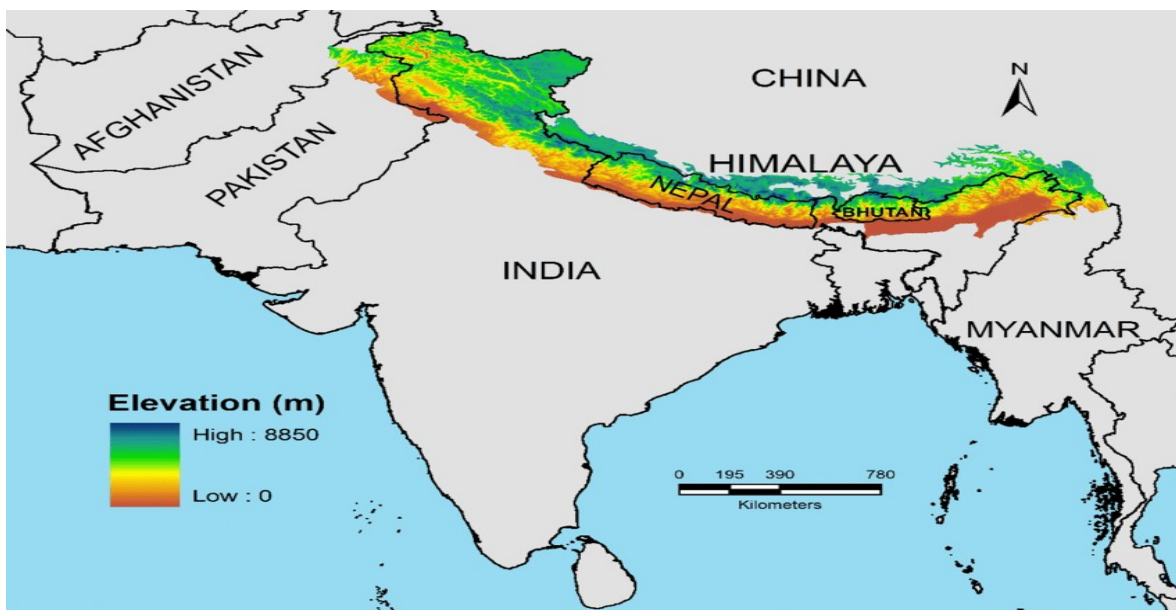 CHINA
N
AFGHANISTAN
PAKISTAN
HIMALAYA
NEPAL
BHUTAN
INDIA
MYANMAR
Elevation (m)
High : 8850
Low : 0
0 195 390 780
Kilometers